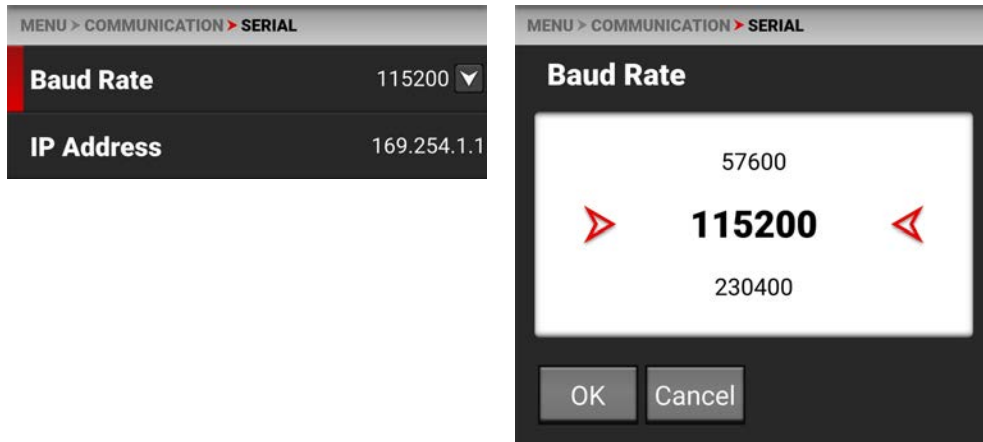 MENU > COMMUNICATION > SERIAL
Baud Rate 115200
IP Address 169.254.1.1
MENU > COMMUNICATION > SERIAL
Baud Rate
57600
115200
230400
OK Cancel